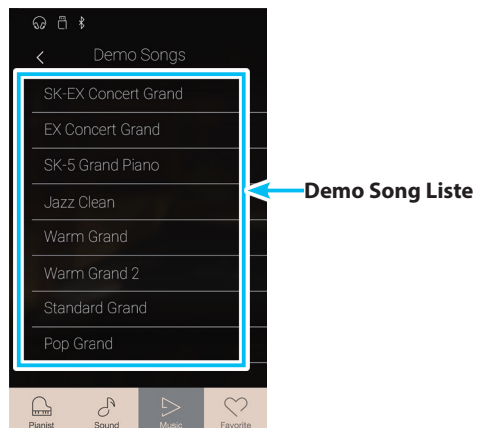 Demo Songs
SK-EX Concert Grand
EX Concert Grand
SK-5 Grand Piano
Jazz Clean
Warm Grand
Warm Grand 2
Standard Grand
Pop Grand
Demo Song Liste
Pianist Sound Music Favorite